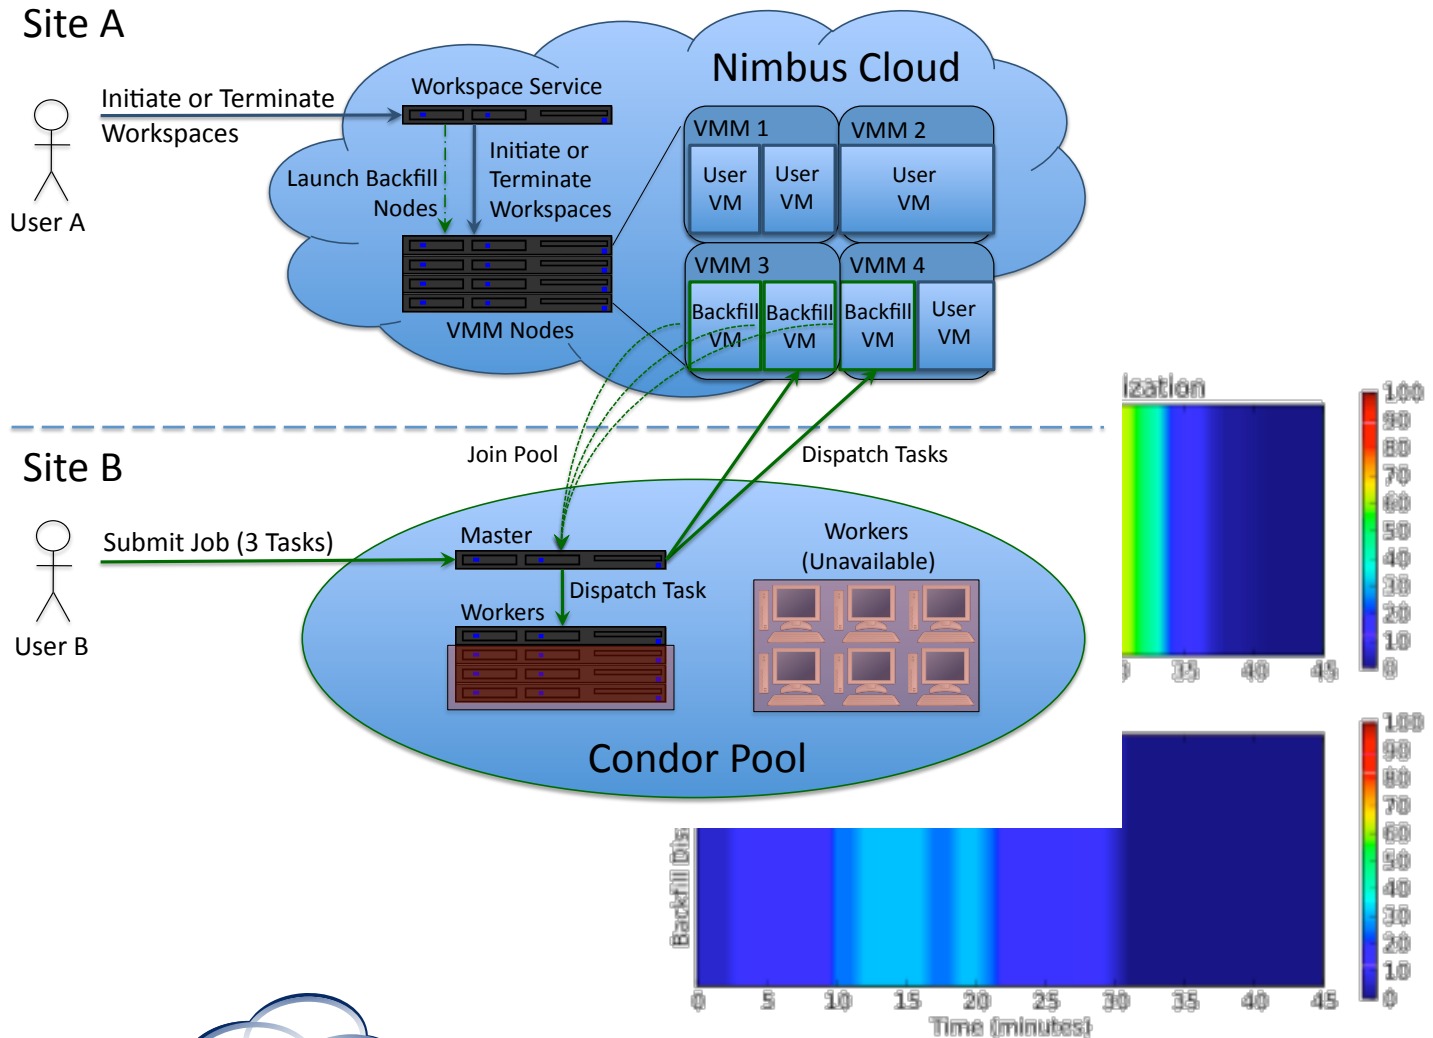 Site A
Nimbus Cloud
Workspace Service
Initiate or Terminate
Workspaces
User A
Launch Backfill
Nodes
Initiate or
Terminate
Workspaces
VMM Nodes
VMM 1
User
VM
User
VM
VMM 2
User
VM
VMM 3
Backfill
VM
Backfill
VM
VMM 4
Backfill
VM
User
VM
Join Pool
Dispatch Tasks
Site B
Submit Job (3 Tasks)
User B
Master
Dispatch Task
Workers
Workers
(Unavailable)
Condor Pool
ization
100
90
80
70
60
50
40
30
20
10
0
35
40
45
100
90
80
70
60
50
40
30
20
10
0
Backfill Dis
0
5
10
15
20
25
30
35
40
45
Time (minutes)